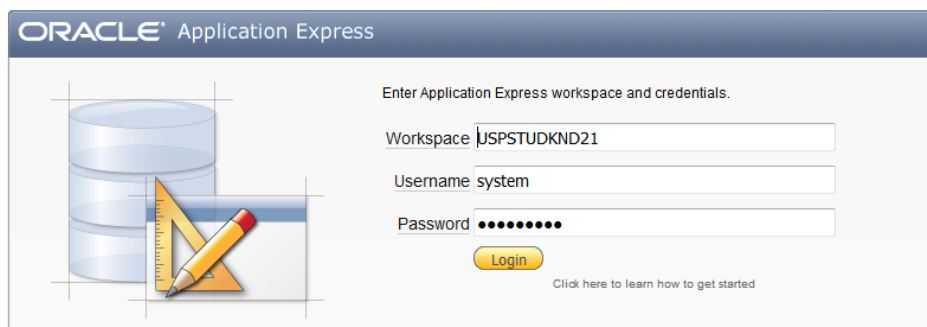 ORACLE Application Express
Enter Application Express workspace and credentials.
Workspace USPSTUDKND21
Username system
Password •••••••••
Login
Click here to learn how to get started